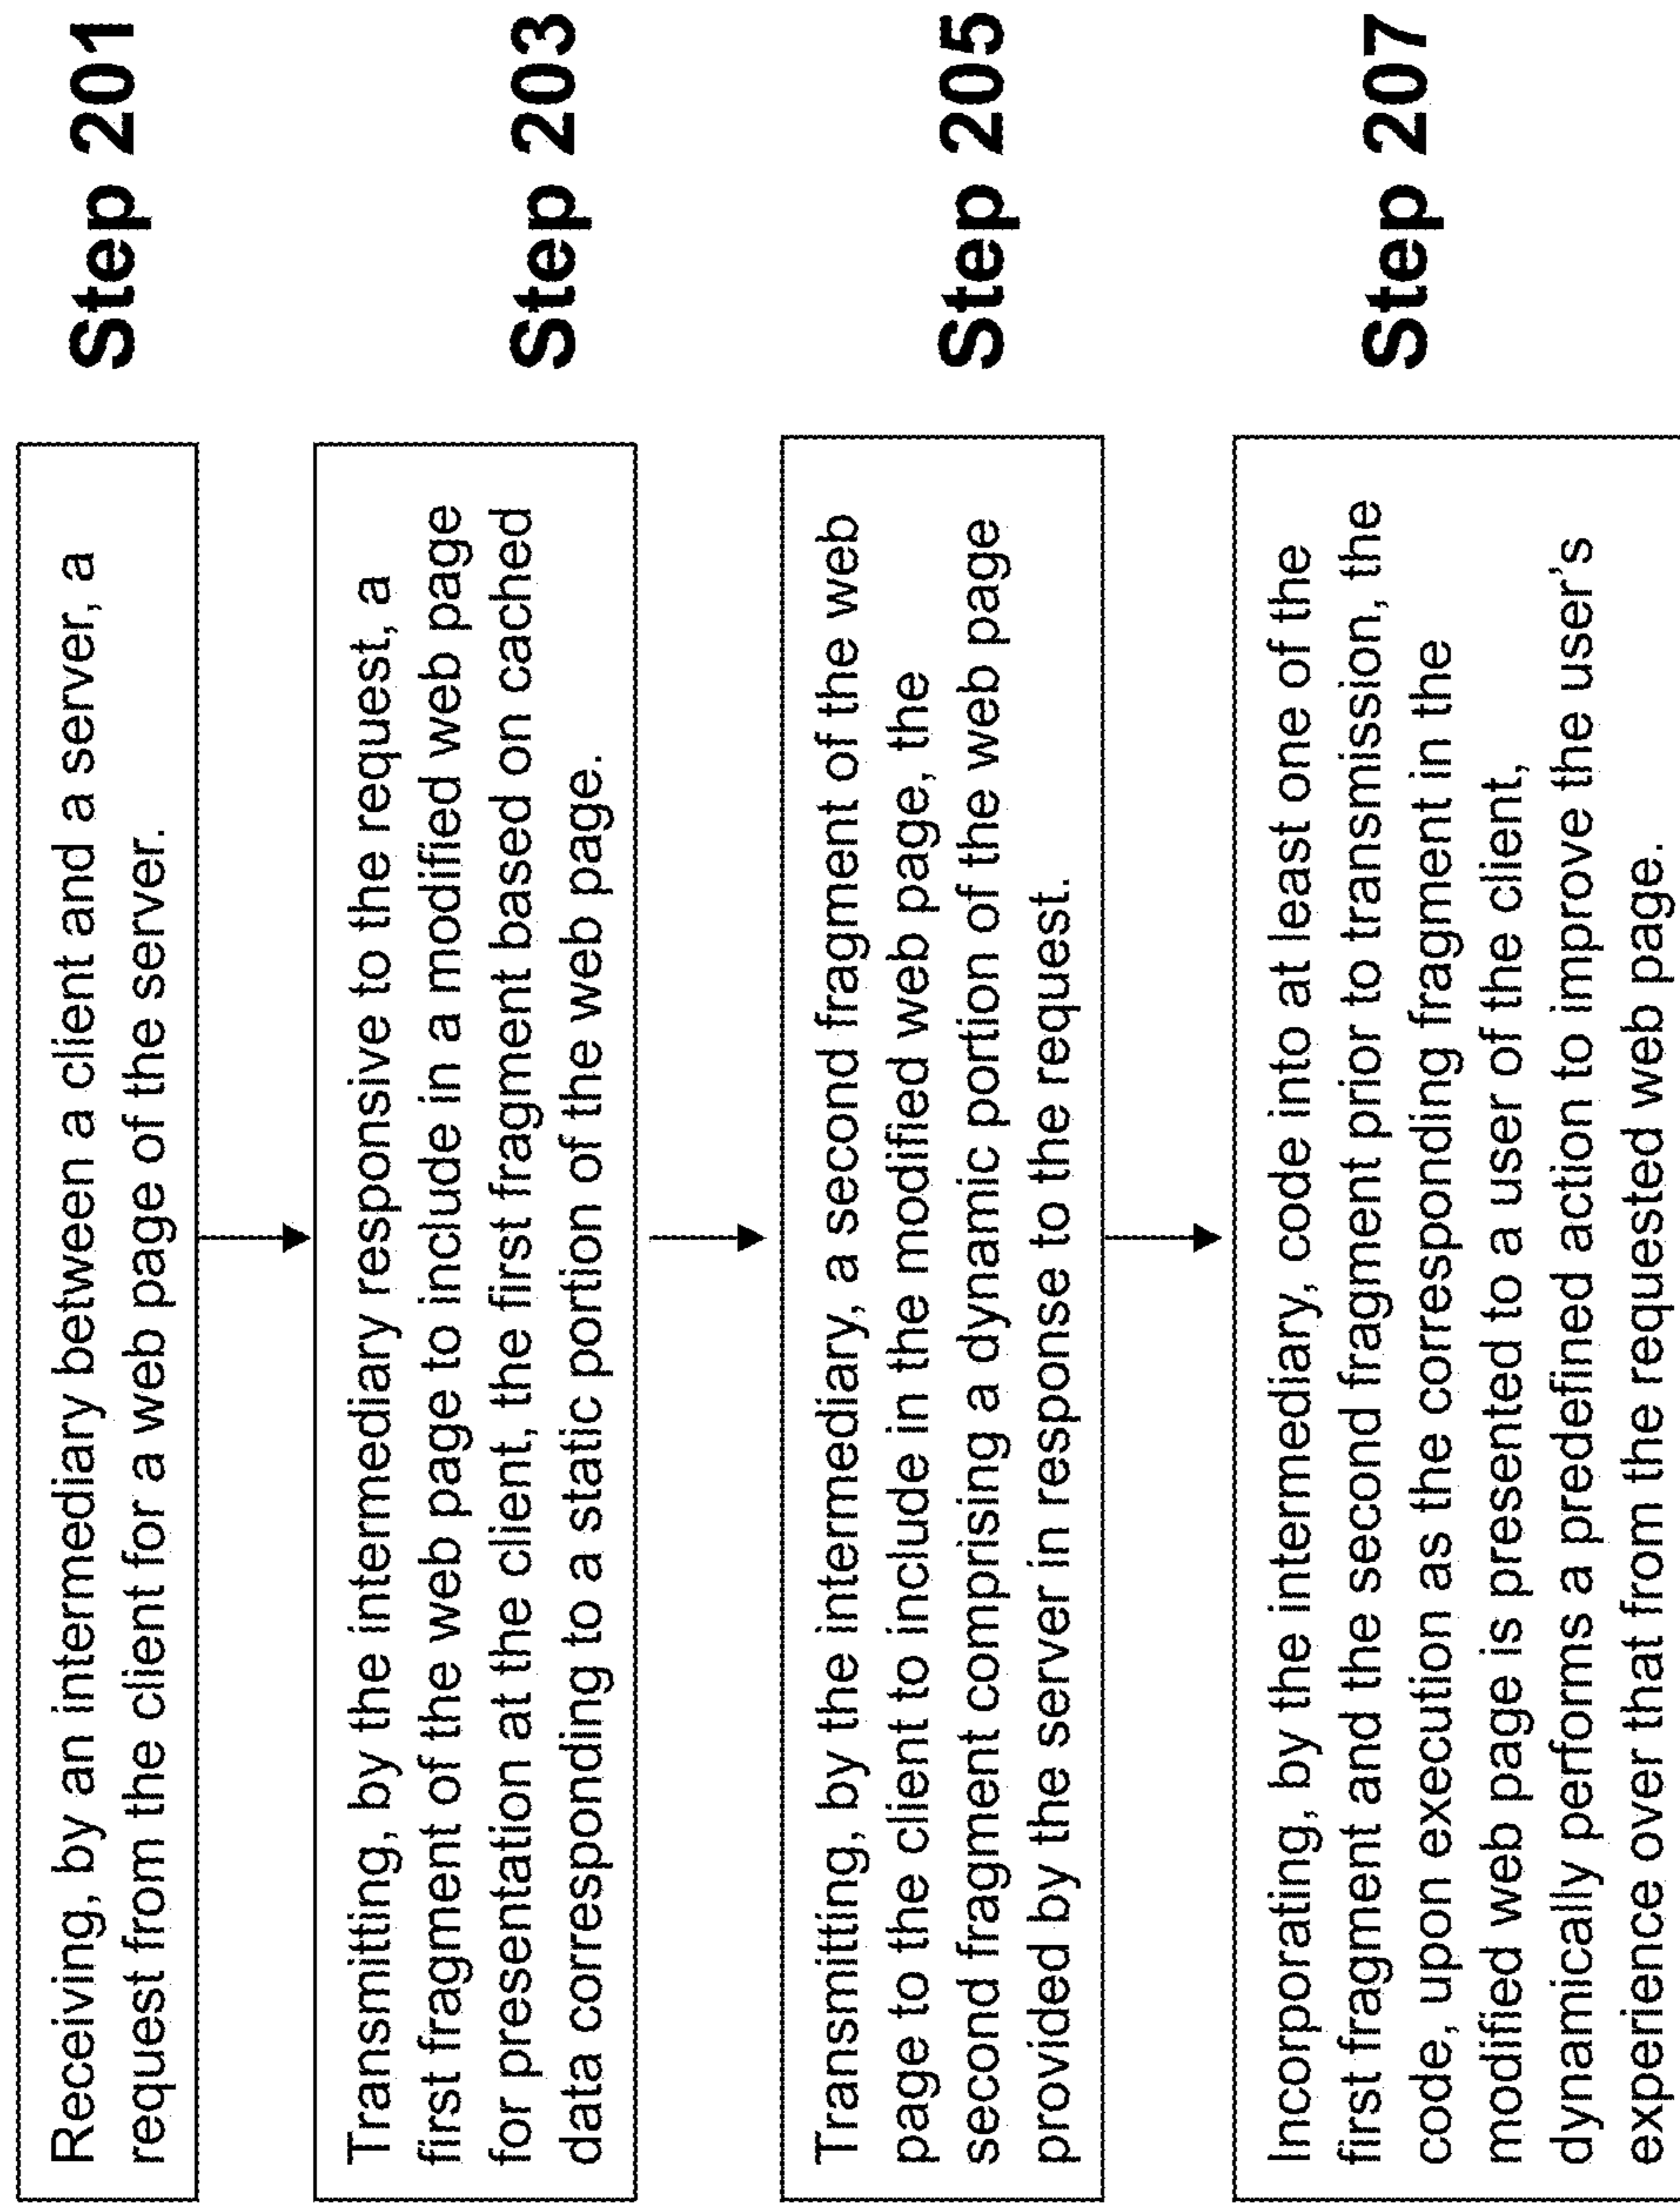 Receiving, by an intermediary between a client and a server, a
request from the client for a web page of the server.
Step 201
Transmitting, by the intermediary responsive to the request, a
first fragment of the web page to include in a modified web page
for presentation at the client, the first fragment based on cached
data corresponding to a static portion of the web page.
Step 203
Transmitting, by the intermediary, a second fragment of the web
page to the client to include in the modified web page, the
second fragment comprising a dynamic portion of the web page
provided by the server in response to the request.
Step 205
Incorporating, by the intermediary, code into at least one of the
first fragment and the second fragment prior to transmission, the
code, upon execution as the corresponding fragment in the
modified web page is presented to a user of the client,
dynamically performs a predefined action to improve the user's
experience over that from the requested web page.
Step 207